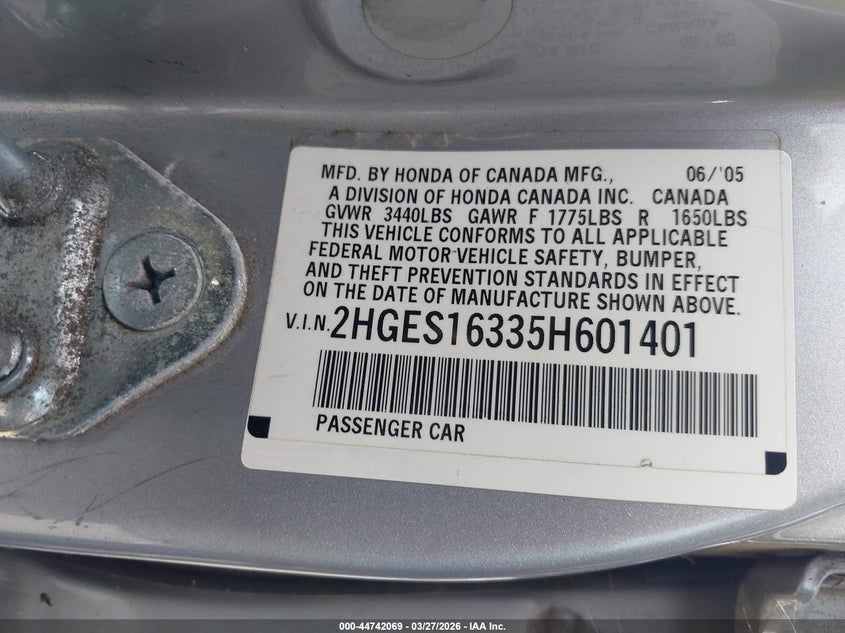 MFD. BY HONDA OF CANADA MFG., 06/'05
A DIVISION OF HONDA CANADA INC. CANADA
GVWR 3440LBS GAWR F 1775LBS R 1650LBS
THIS VEHICLE CONFORMS TO ALL APPLICABLE
FEDERAL MOTOR VEHICLE SAFETY, BUMPER,
AND THEFT PREVENTION STANDARDS IN EFFECT
ON THE DATE OF MANUFACTURE SHOWN ABOVE.
V.I.N. 2HGES16335H601401
PASSENGER CAR
000-44742069 | 03/27/2026 | IAA Inc.